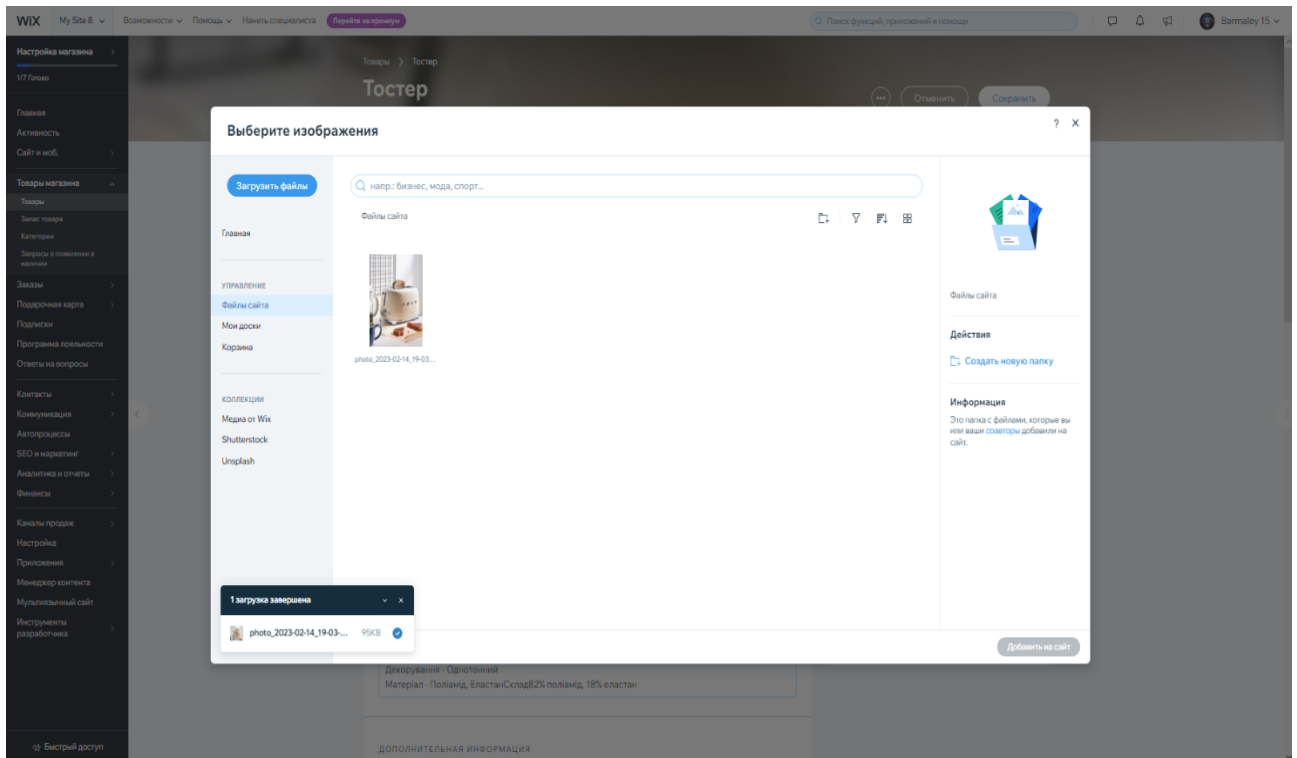 WIX My Site 8 Возможности Помощь Нанять специалиста Перейти на премиум Поиск функций, приложений и помощи Barmaley 15
Настройка магазина
1/7 Готово
Главная
Активность
Сайт и моб.
Товары магазина
Товары
Запас товара
Категории
Запросы о появлении в
наличии
Заказы
Подарочная карта
Подписки
Программа лояльности
Ответы на вопросы
Контакты
Коммуникация
Автопроцессы
SEO и маркетинг
Аналитика и отчеты
Финансы
Каналы продаж
Настройка
Приложения
Менеджер контента
Мультиязычный сайт
Инструменты
разработчика
Быстрый доступ
Товары > Тостер
Тостер
Отменить Сохранить
Выберите изображения
? X
Загрузить файлы
Главная
УПРАВЛЕНИЕ
Файлы сайта
Мои доски
Корзина
КОЛЛЕКЦИИ
Медиа от Wix
Shutterstock
Unsplash
напр.: бизнес, мода, спорт...
Файлы сайта
photo_2023-02-14_19-03...
Файлы сайта
Действия
Создать новую папку
Информация
Это папка с файлами, которые вы
или ваши соавторы добавили на
сайт.
1 загрузка завершена
photo_2023-02-14_19-03-... 95KB
Добавить на сайт
Декорування - Однотонний
Матеріал - Поліамід, ЕластанСклад82% поліамід, 18% еластан
ДОПОЛНИТЕЛЬНАЯ ИНФОРМАЦИЯ